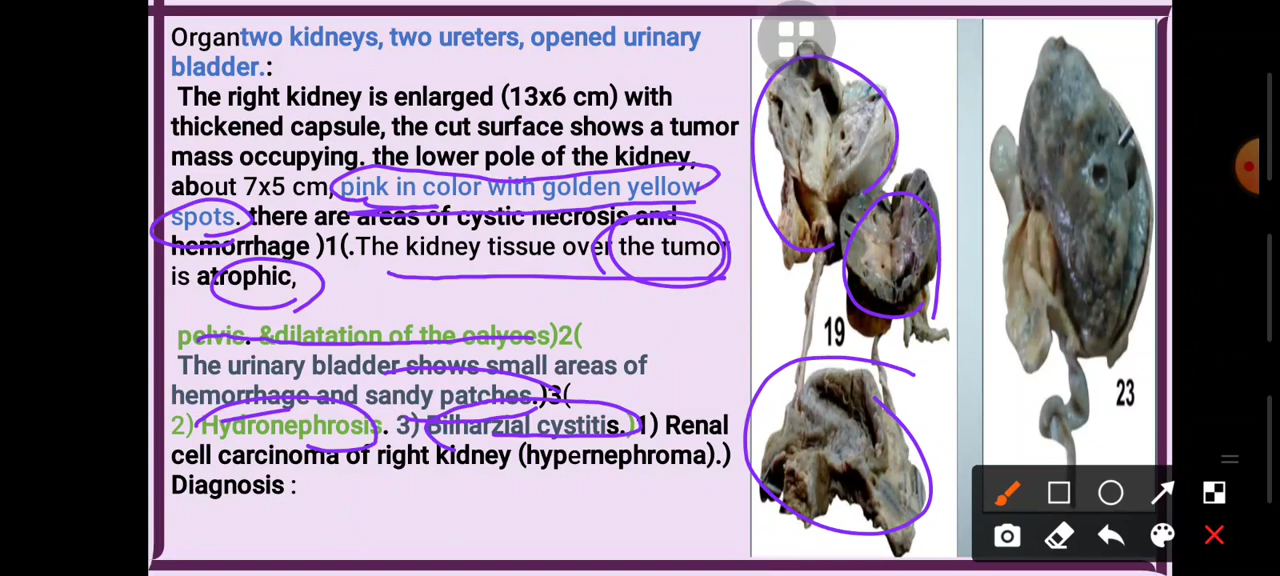 Organtwo kidneys, two ureters, opened urinary
bladder.:
The right kidney is enlarged (13x6 cm) with
thickened capsule, the cut surface shows a tumor
mass occupying. the lower pole of the kidney,
about 7x5 cm, pink in color with golden yellow
spots. there are areas of cystic necrosis and
hemorrhage )1(.The kidney tissue over the tumor
is atrophic,
pelvis. &dilatation of the calyces)2(
The urinary bladder shows small areas of
hemorrhage and sandy patches.)3(
2) Hydronephrosis. 3) Bilharzial cystitis.)1) Renal
cell carcinoma of right kidney (hypernephroma).)
Diagnosis :
19
23